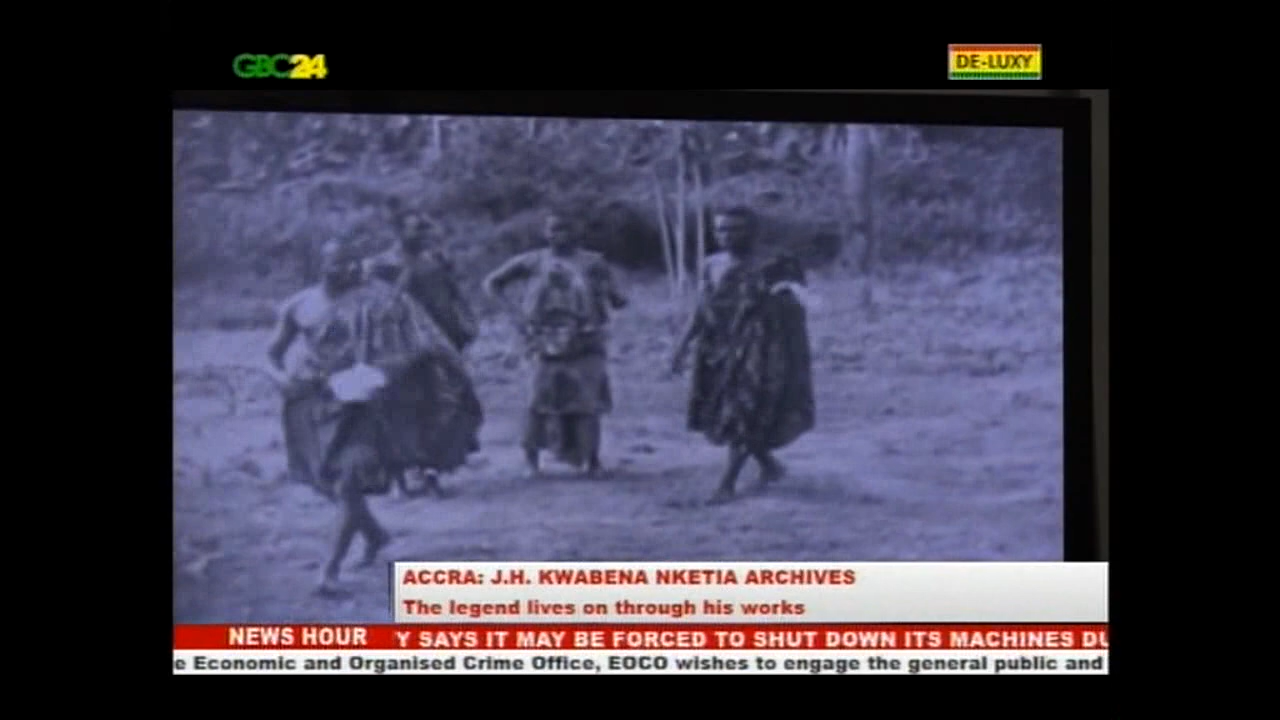 GBC24
DE-LUXY
ACCRA: J.H. KWABENA NKETIA ARCHIVES
The legend lives on through his works
NEWS HOUR
Y SAYS IT MAY BE FORCED TO SHUT DOWN ITS MACHINES DU
e Economic and Organised Crime Office, EOCO wishes to engage the general public and